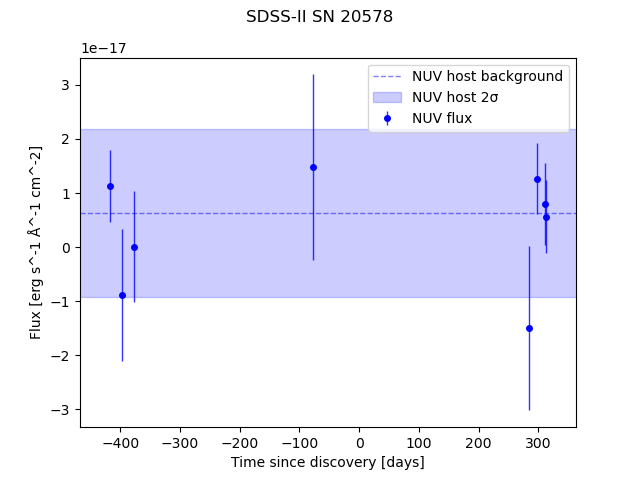 SDSS-II SN 20578
1e−17
NUV host background
NUV host 2σ
NUV flux
3
2
1
0
−1
−2
−3
Flux [erg s^-1 Å^-1 cm^-2]
−400
−300
−200
−100
0
100
200
300
Time since discovery [days]